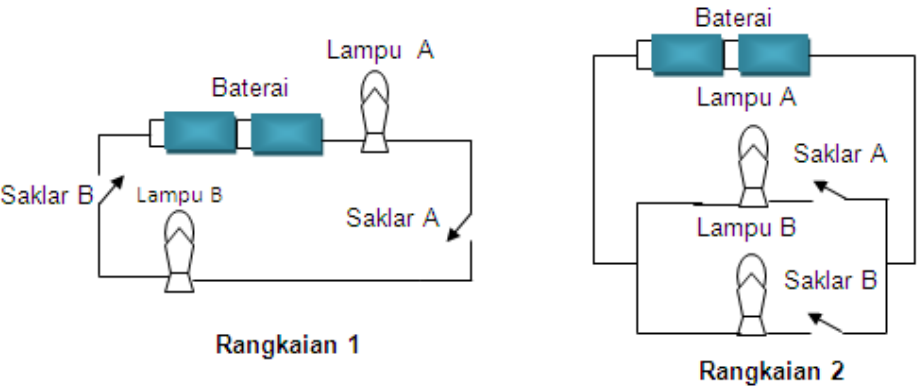 Lampu A
Baterai
Saklar B
Lampu B
Saklar A
Rangkaian 1
Baterai
Lampu A
Saklar A
Lampu B
Saklar B
Rangkaian 2